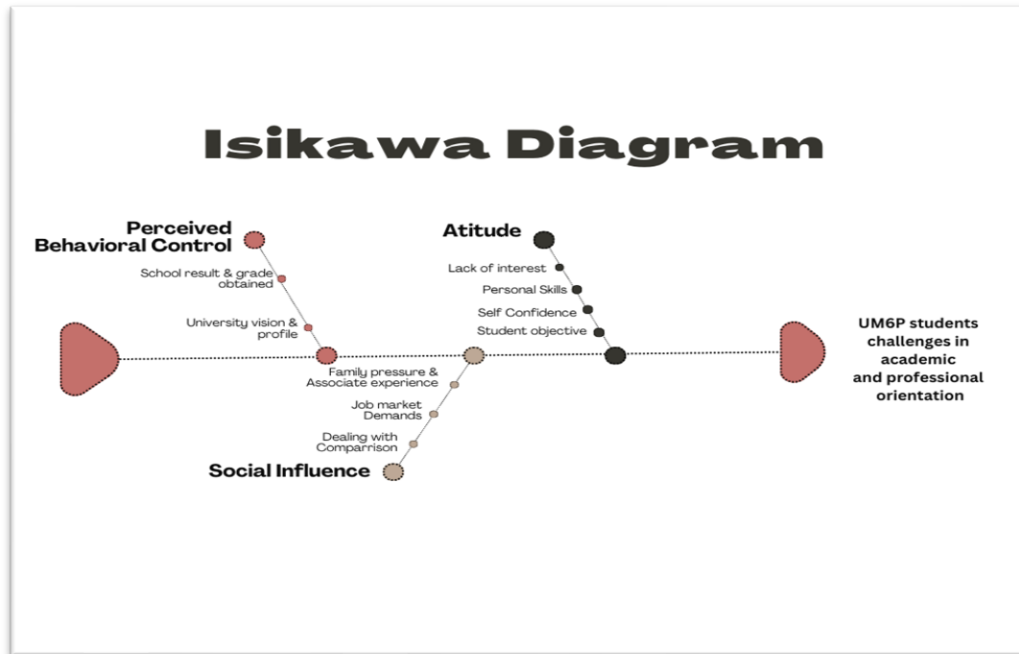 Isikawa Diagram
Perceived
Behavioral Control
School result & grade
obtained
University vision &
profile
Atitude
Lack of interest
Personal Skills
Self Confidence
Student objective
Family pressure &
Associate experience
Job market
Demands
Dealing with
Comparrison
Social Influence
UM6P students
challenges in
academic
and professional
orientation